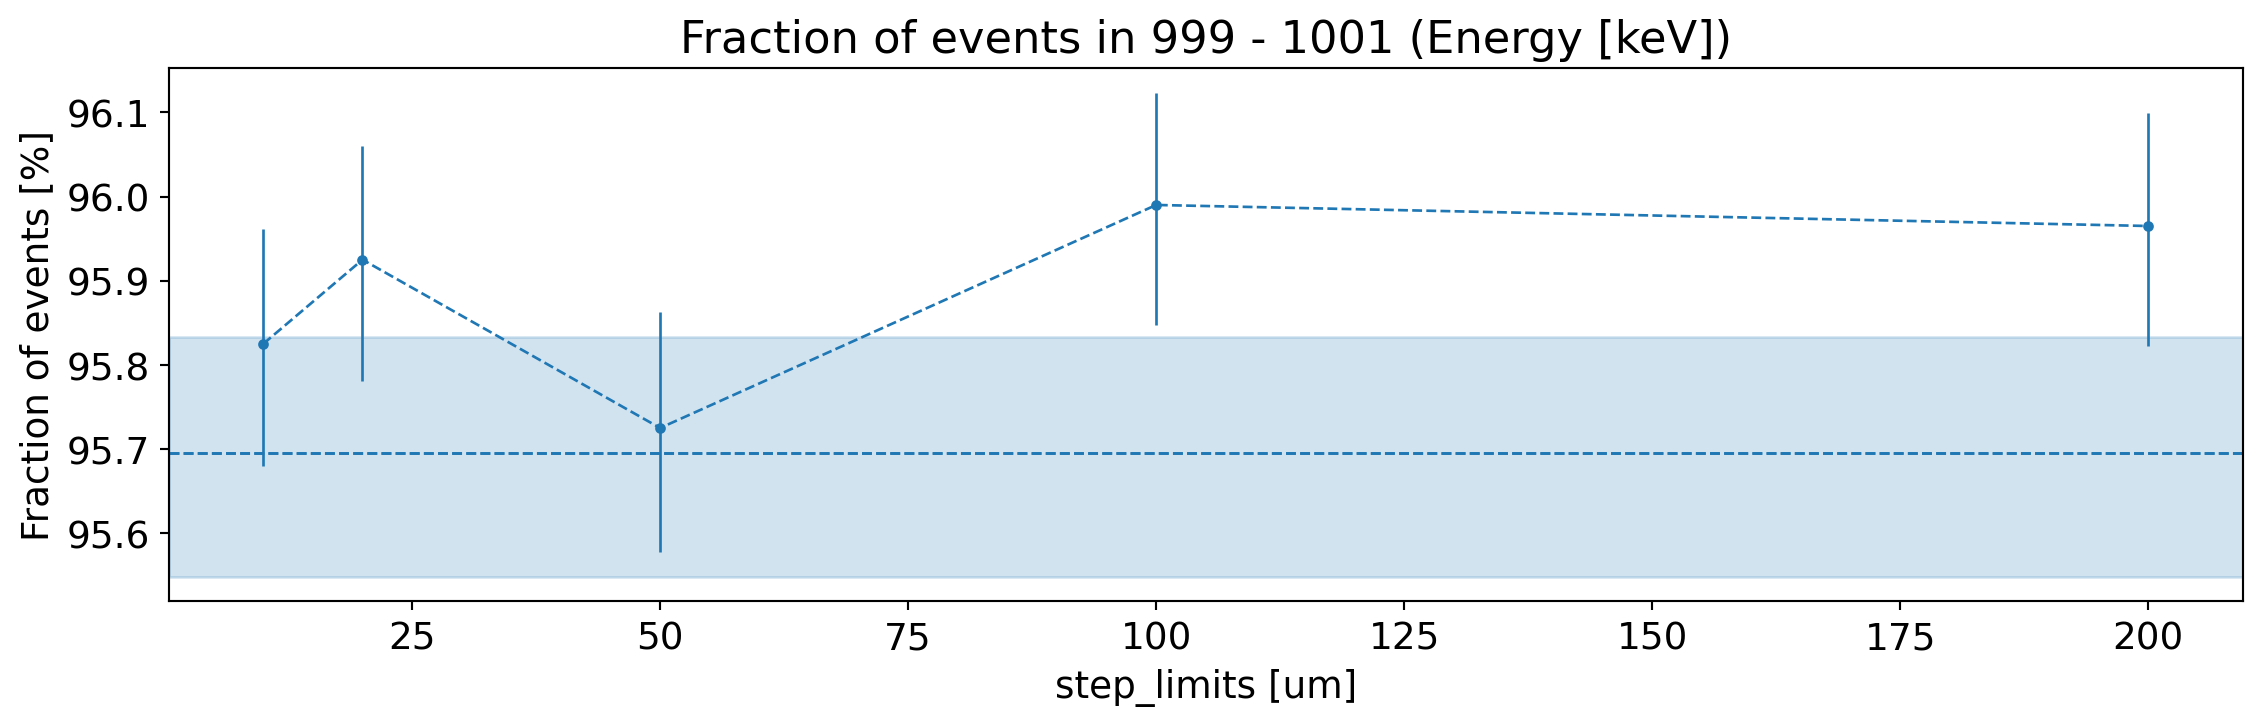 Fraction of events in 999 - 1001 (Energy [keV])
Fraction of events [%]
96.1
96.0
95.9
95.8
95.7
95.6
25 50 75 100 125 150 175 200
step_limits [um]